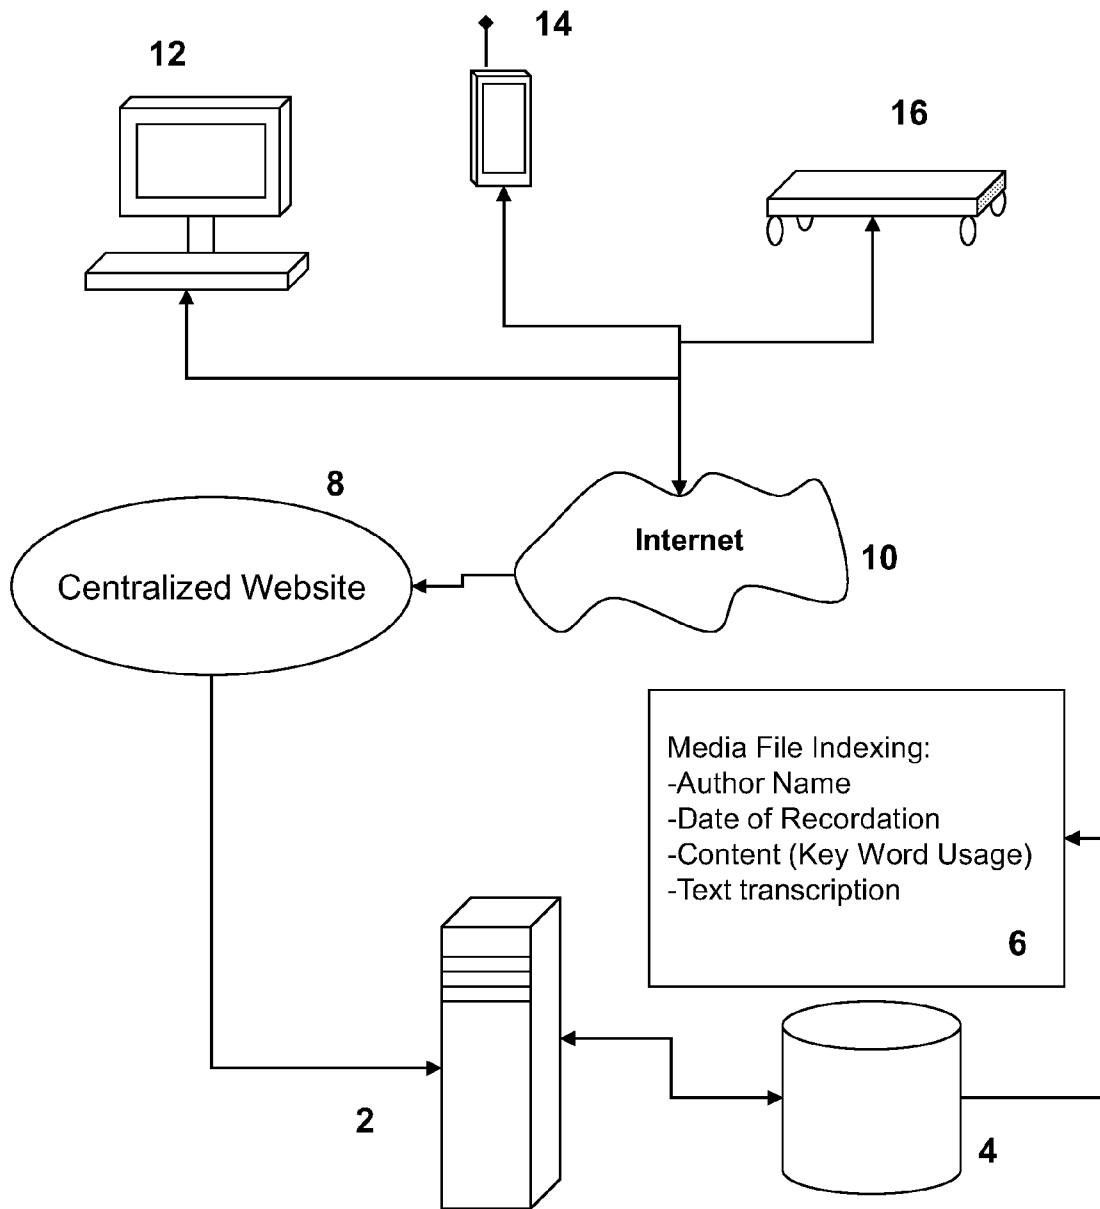 12
14
16
8
Internet
10
Centralized Website
Media File Indexing:
-Author Name
-Date of Recordation
-Content (Key Word Usage)
-Text transcription
6
2
4